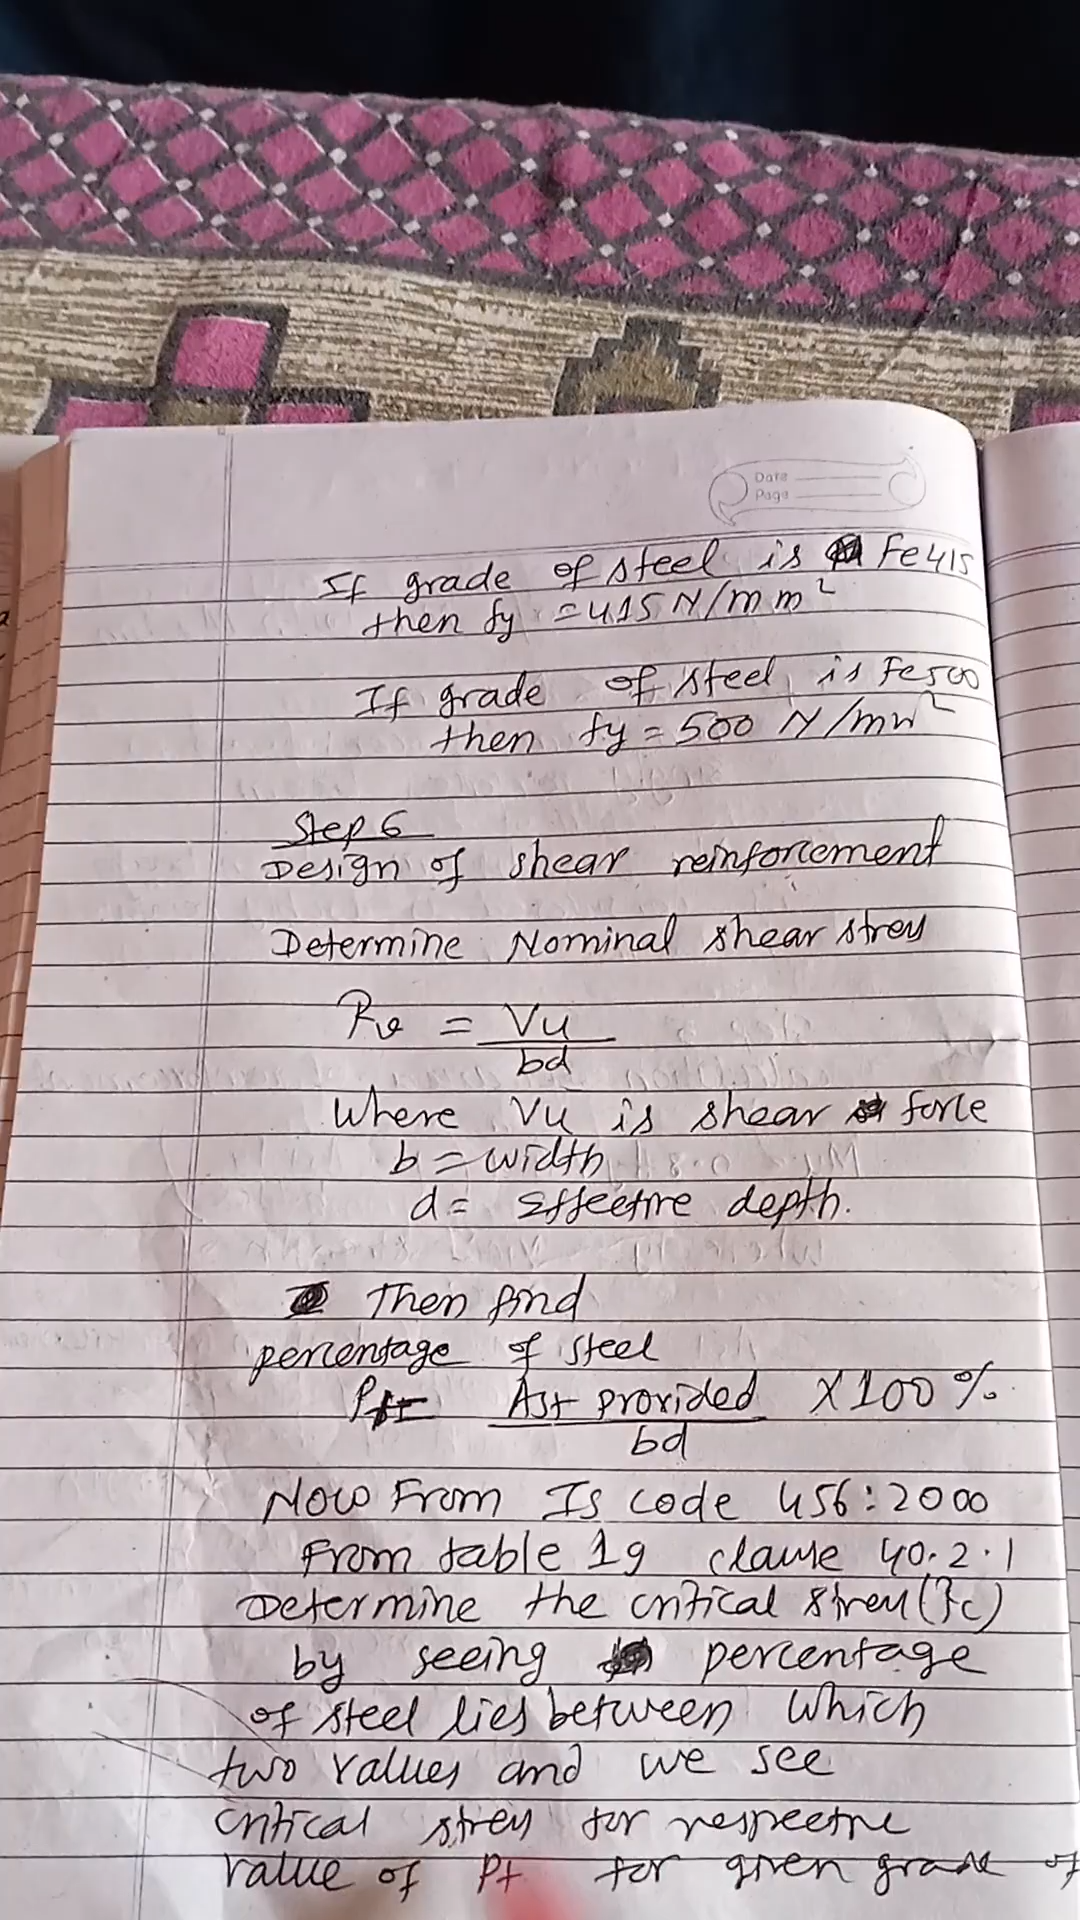 Date
Page
If grade of steel is Fe415
then fy = 415 N/mm²
If grade of steel is Fe500
then fy = 500 N/mm²
Step 6
Design of shear reinforcement
Determine Nominal shear stress
τv = Vu
bd
Where Vu is shear force
b = width
d = Effective depth.
Then find
percentage of steel
Pt = Ast provided X 100 %
bd
Now From Is code 456:2000
From table 19 clause 40.2.1
Determine the critical stress (τc)
by seeing percentage
of steel lies between which
two values and we see
critical stress for respective
value of Pt for given grade of